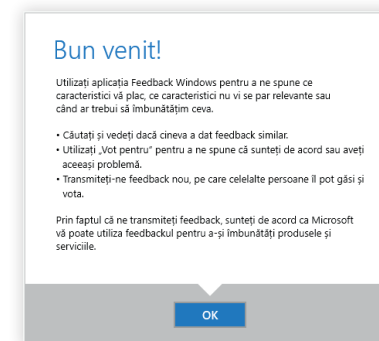 Bun venit!
Utilizați aplicația Feedback Windows pentru a ne spune ce
caracteristici vă plac, ce caracteristici nu vi se par relevante sau
când ar trebui să îmbunătățim ceva.
• Căutați și vedeți dacă cineva a dat feedback similar.
• Utilizați „Vot pentru” pentru a ne spune că sunteți de acord sau aveți
aceeași problemă.
• Transmiteți-ne feedback nou, pe care celelalte persoane îl pot găsi și
vota.
Prin faptul că ne transmiteți feedback, sunteți de acord ca Microsoft
vă poate utiliza feedbackul pentru a-și îmbunătăți produsele și
serviciile.
OK